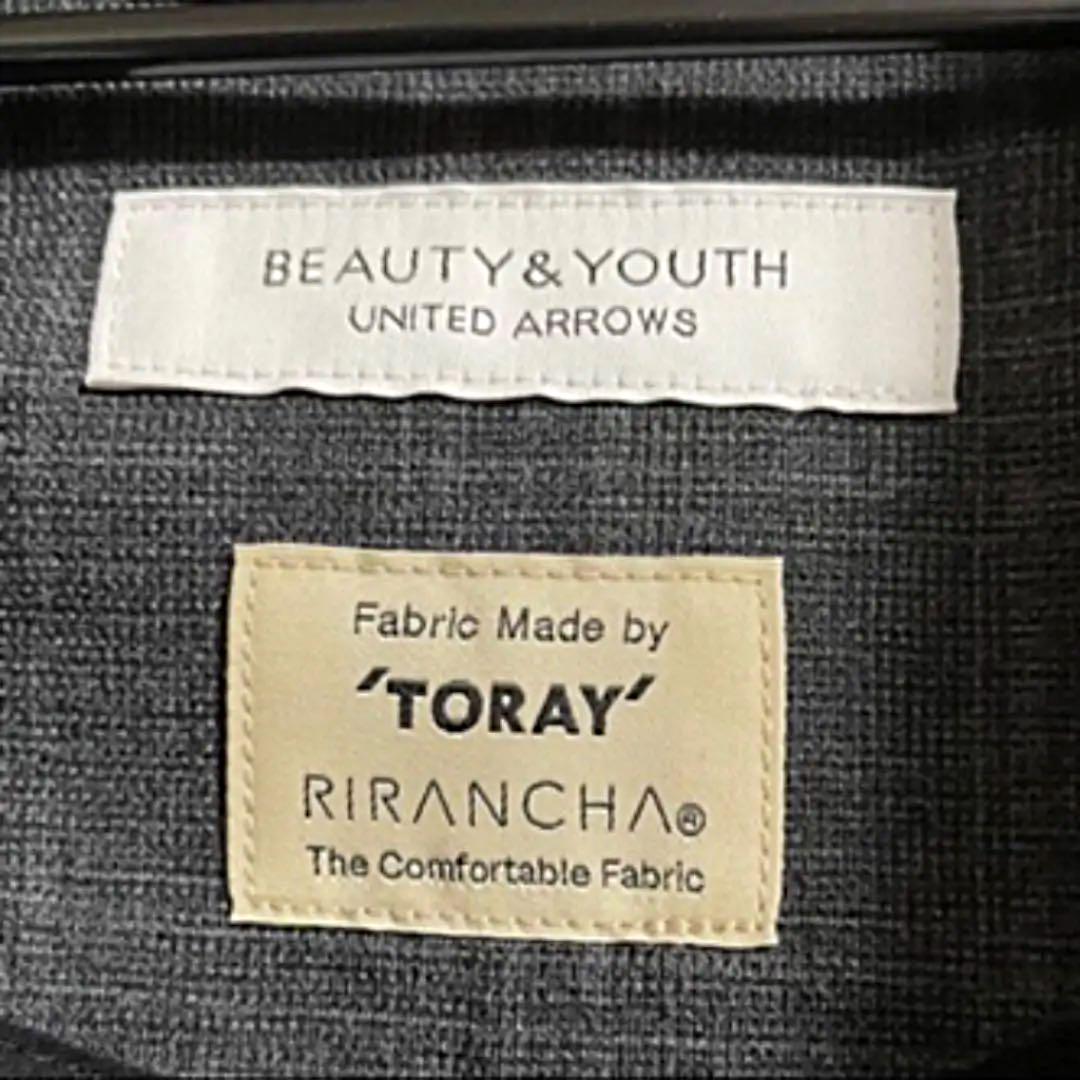 BEAUTY&YOUTH
UNITED ARROWS
Fabric Made by
'TORAY'
RIRANCHA®
The Comfortable Fabric